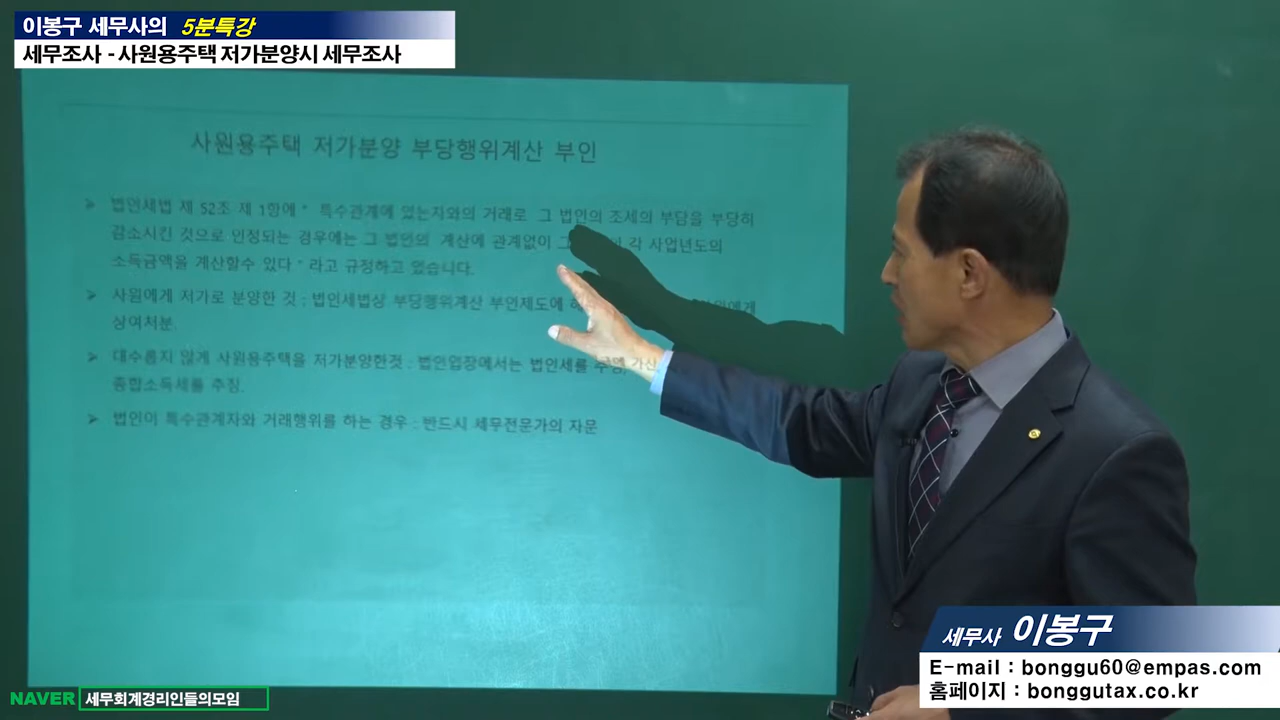 이봉구 세무사의 5분특강
세무조사 - 사원용주택 저가분양시 세무조사
사원용주택 저가분양 부당행위계산 부인
➢ 법인세법 제 52조 제 1항에 " 특수관계에 있는자와의 거래로 그 법인의 조세의 부담을 부당히
감소시킨 것으로 인정되는 경우에는 그 법인의 계산에 관계없이 그 각 사업년도의
소득금액을 계산할수 있다 " 라고 규정하고 있습니다.
➢ 사원에게 저가로 분양한 것 : 법인세법상 부당행위계산 부인제도에
상여처분.
➢ 대수롭지 않게 사원용주택을 저가분양한것 : 법인입장에서는 법인세를
종합소득세를 추징.
➢ 법인이 특수관계자와 거래행위를 하는 경우 : 반드시 세무전문가의 자문
세무사 이봉구
E-mail : bonggu60@empas.com
홈페이지 : bonggutax.co.kr
NAVER 세무회계경리인들의모임